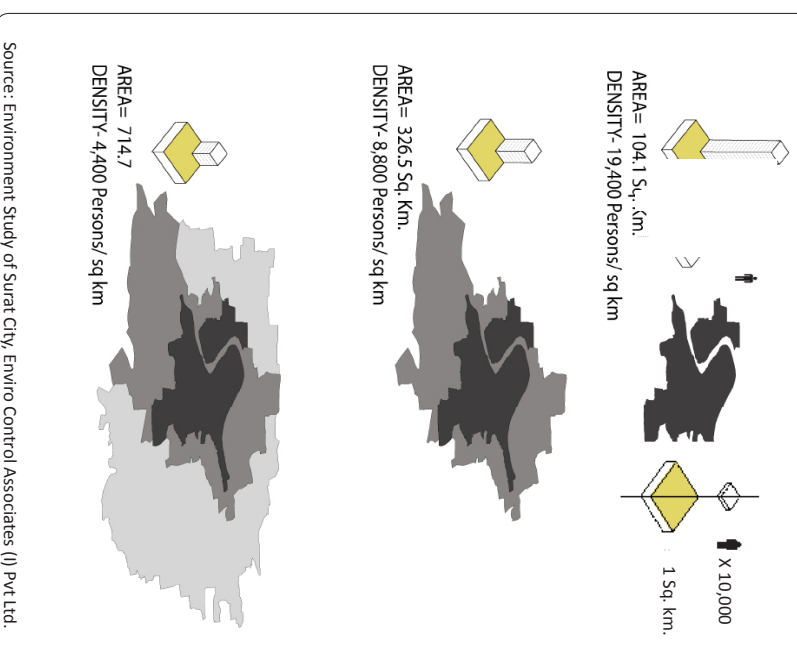 AREA= 104.1 Sq. Km.
DENSITY- 19,400 Persons/ sq km
X 10,000
1 Sq. km.
AREA= 326.5 Sq. Km.
DENSITY- 8,800 Persons/ sq km
AREA= 714.7
DENSITY- 4,400 Persons/ sq km
Source: Environment Study of Surat City, Enviro Control Associates (I) Pvt Ltd.